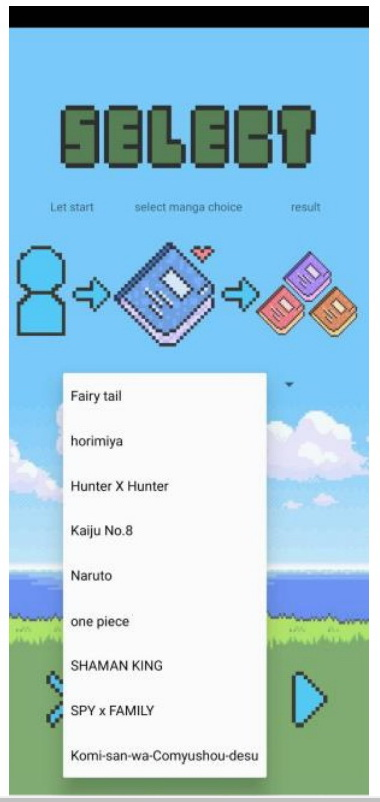 SELECT
Let start select manga choice result
Fairy tail
horimiya
Hunter X Hunter
Kaiju No.8
Naruto
one piece
SHAMAN KING
SPY x FAMILY
Komi-san-wa-Comyushou-desu